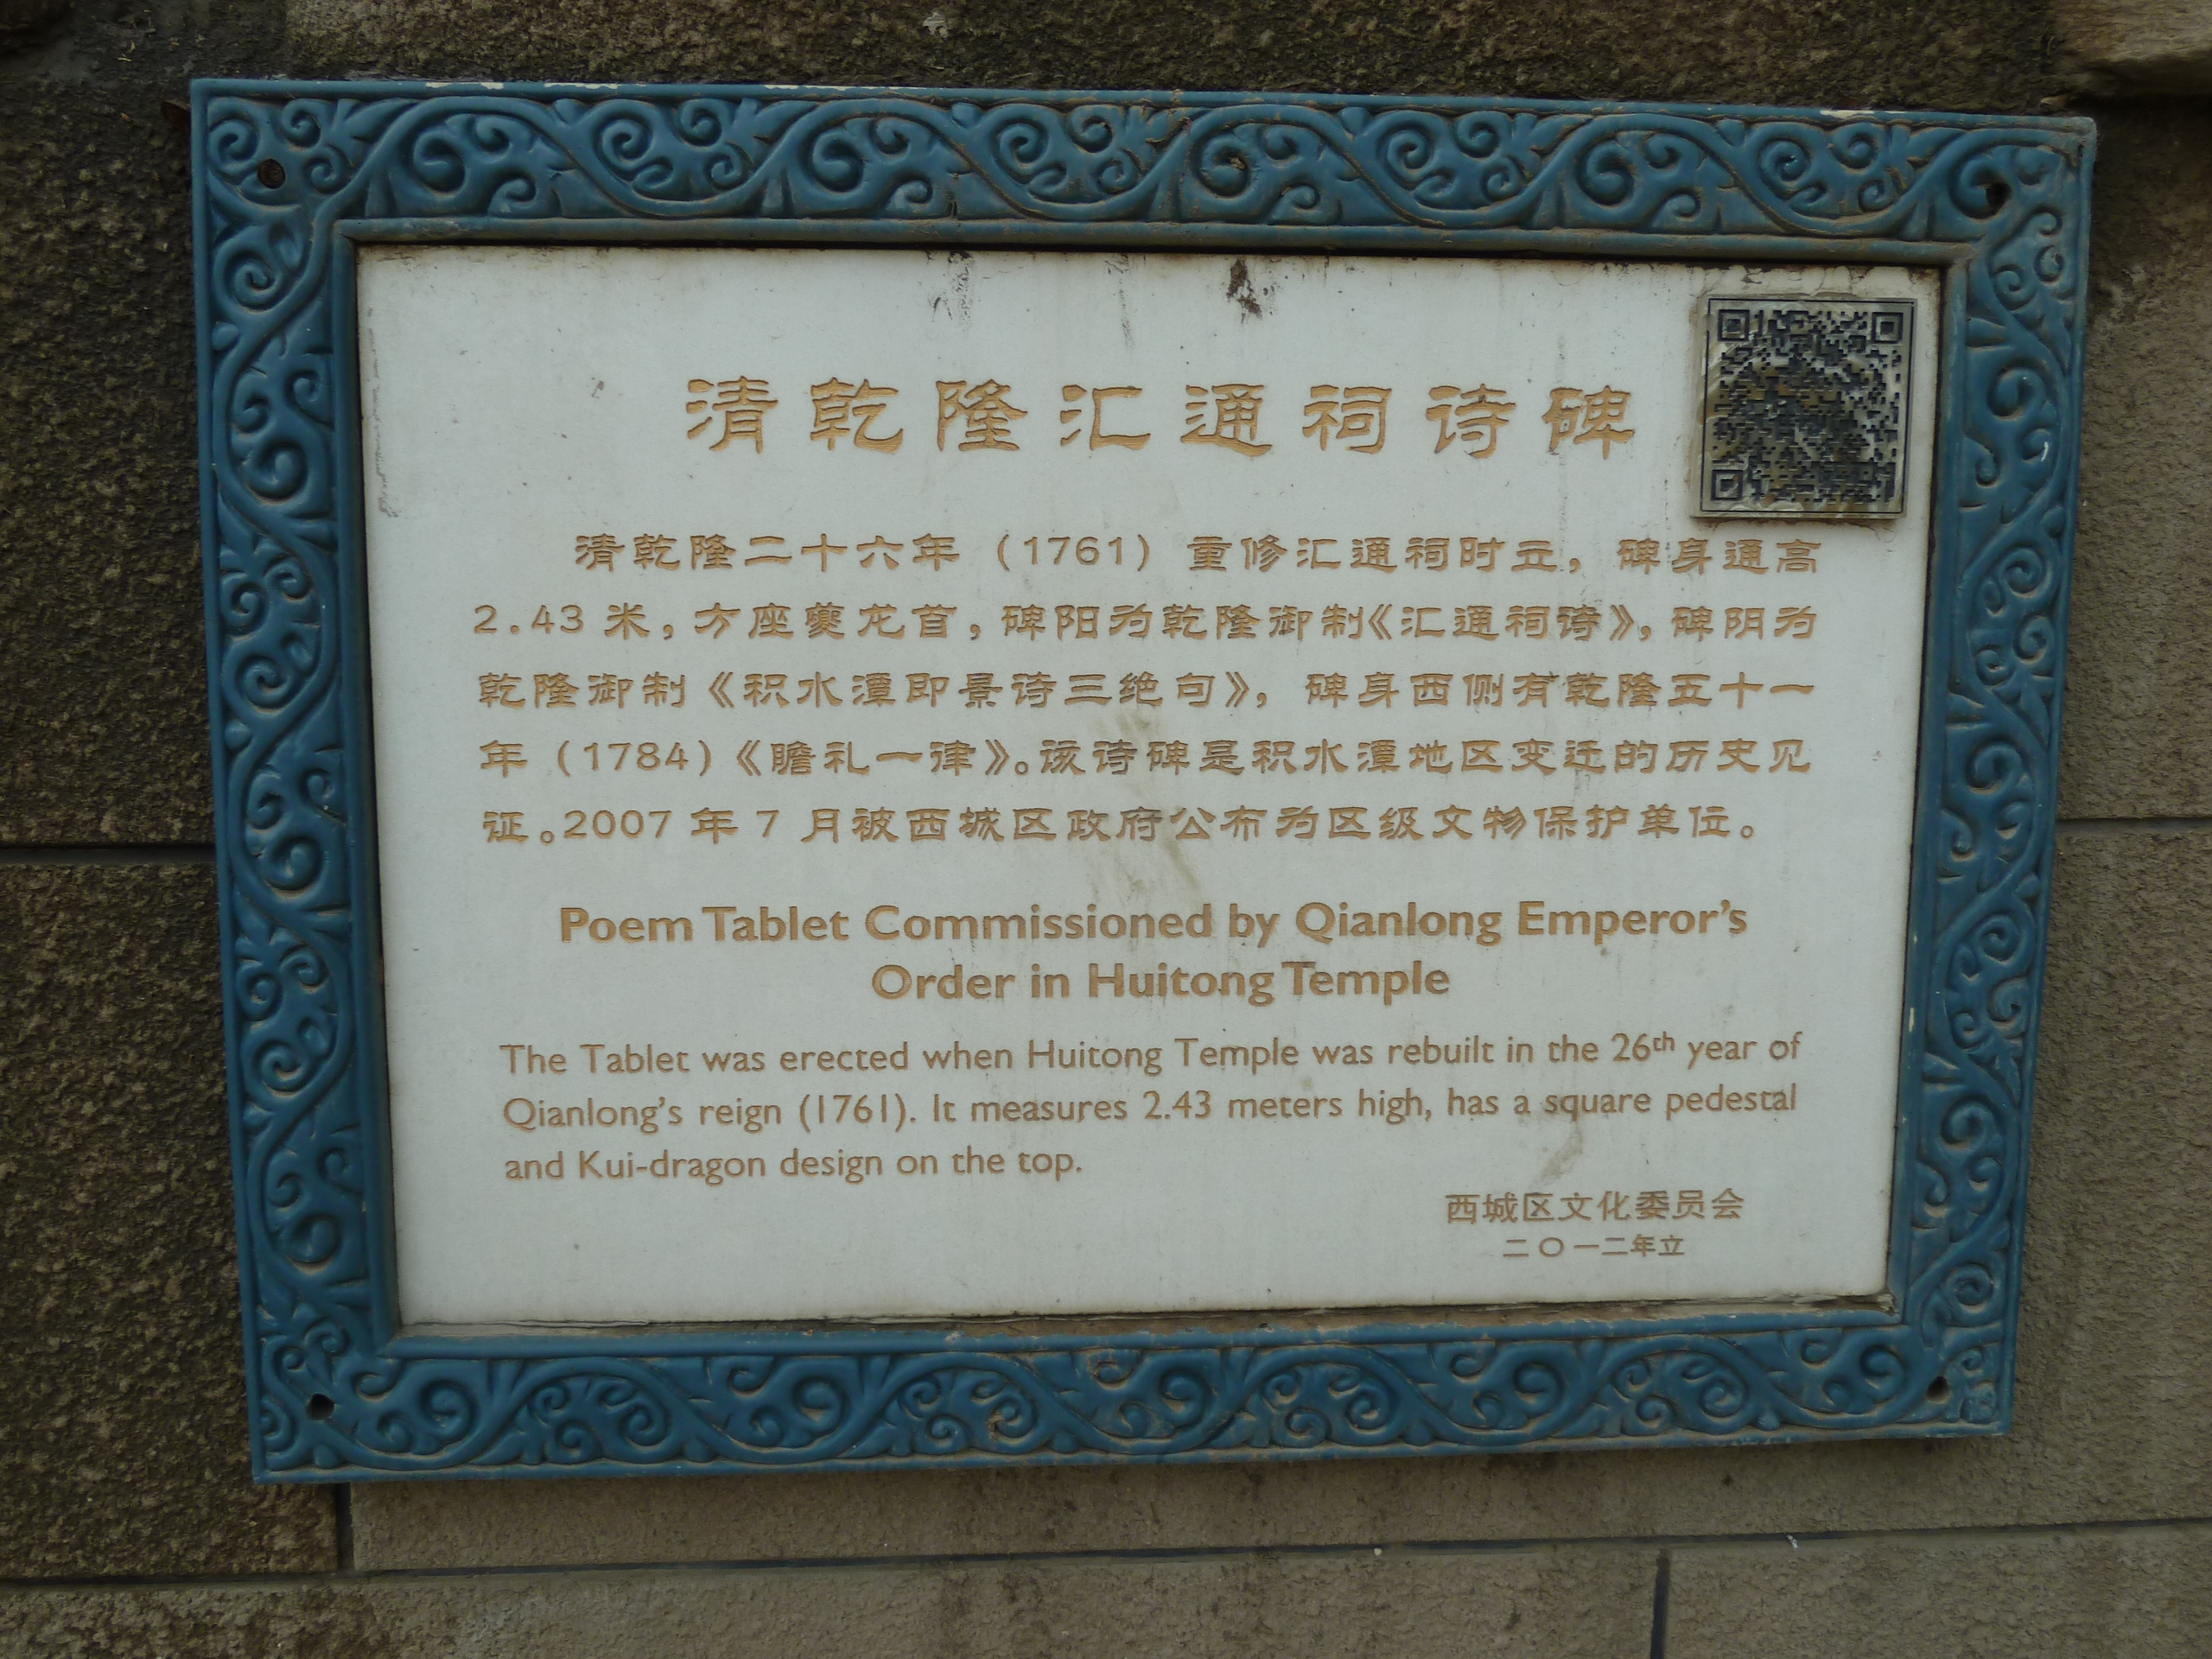 清乾隆汇通祠诗碑
清乾隆二十六年（1761）重修汇通祠时立，碑身通高
2.43 米，方座夔龙首，碑阳为乾隆御制《汇通祠诗》，碑阴为
乾隆御制《积水潭即景诗三绝句》，碑身西侧有乾隆五十一
年（1784）《瞻礼一律》。该诗碑是积水潭地区变迁的历史见
证。2007 年 7 月被西城区政府公布为区级文物保护单位。
Poem Tablet Commissioned by Qianlong Emperor's
Order in Huitong Temple
The Tablet was erected when Huitong Temple was rebuilt in the 26th year of
Qianlong's reign (1761). It measures 2.43 meters high, has a square pedestal
and Kui-dragon design on the top.
西城区文化委员会
二〇一二年立